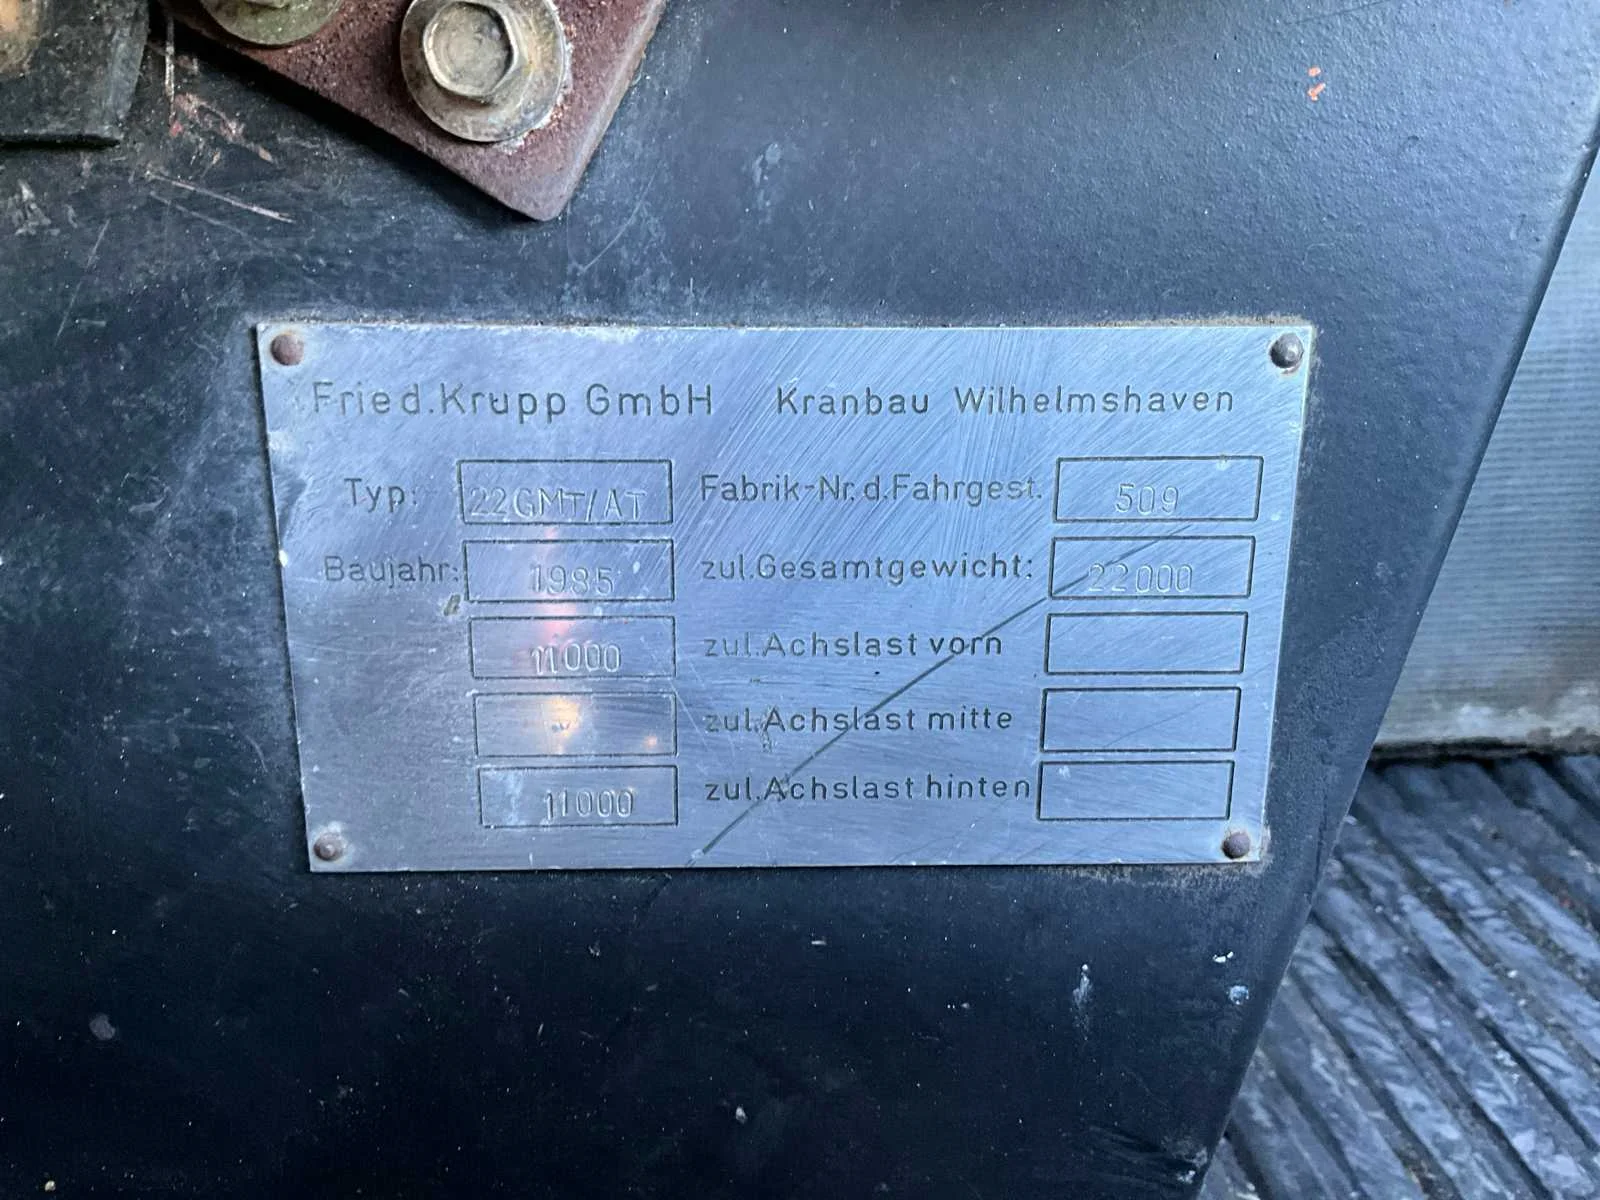 Fried.Krupp GmbH Kranbau Wilhelmshaven
Typ: 22GMT/AT Fabrik-Nr.d.Fahrgest. 509
Baujahr: 1985 zul.Gesamtgewicht: 22000
11000 zul.Achslast vorn
zul.Achslast mitte
11000 zul.Achslast hinten